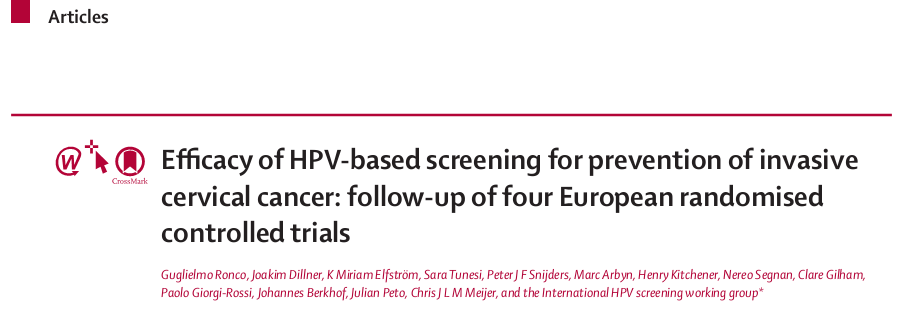 Articles
Efficacy of HPV-based screening for prevention of invasive
cervical cancer: follow-up of four European randomised
controlled trials
W
CrossMark
Guglielmo Ronco, Joakim Dillner, K Miriam Elfström, Sara Tunesi, Peter J F Snijders, Marc Arbyn, Henry Kitchener, Nereo Segnan, Clare Gilham,
Paolo Giorgi-Rossi, Johannes Berkhof, Julian Peto, Chris J L M Meijer, and the International HPV screening working group*